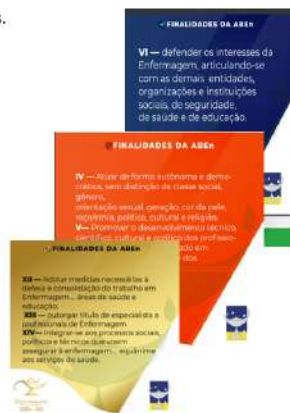 s.
FINALIDADES DA ABEn
VI — defender os interesses da
Enfermagem, articulando-se
com as demais entidades,
organizações e instituições
sociais, de seguridade,
de saúde e de educação.
FINALIDADES DA ABEn
IV — Atuar de forma autônoma e demo-
crática, sem distinção de classe social,
gênero,
orientação sexual, geração, cor da pele,
raça/etnia, política, cultural e religião.
V— Promover o desenvolvimento técnico,
científico, cultural e político dos profissio-
em
dos
FINALIDADES DA ABEn
XII — Adotar medidas necessárias à
defesa e consolidação do trabalho em
Enfermagem... áreas de saúde e
educação;
XIII — outorgar título de especialista a
profissionais de Enfermagem
XIV— Integrar-se aos processos sociais,
políticos e técnicos que visem
assegurar à enfermagem... equânime
aos serviços de saúde.